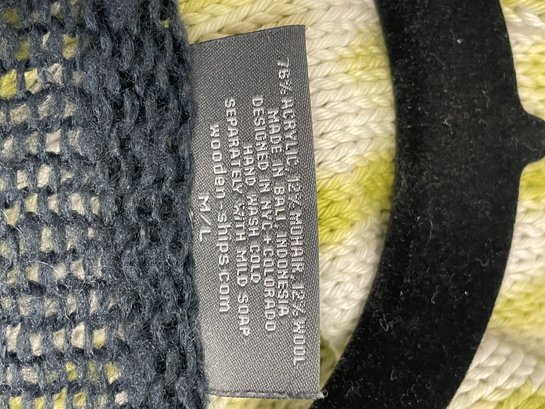 76% ACRYLIC, 12% MOHAIR, 12% WOOL
MADE IN BALI, INDONESIA
DESIGNED IN NYC + COLORADO
HAND WASH COLD
SEPARATELY WITH MILD SOAP
wooden-ships.com
M/L